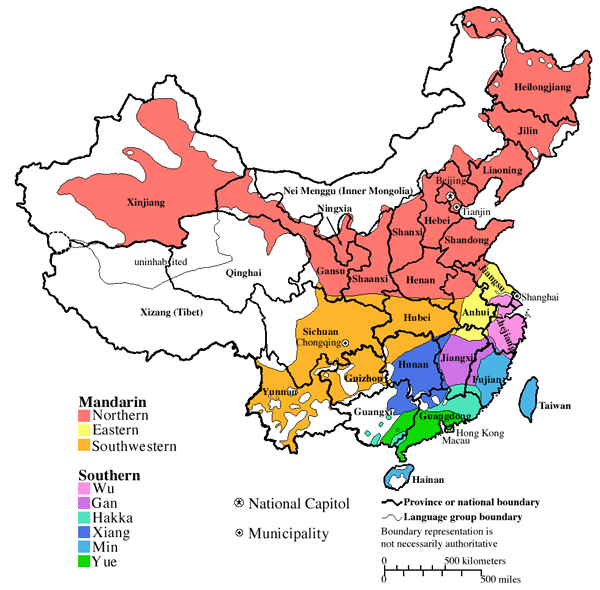 Heilongjiang
Jilin
Liaoning
Nei Menggu (Inner Mongolia)
Beijing
Xinjiang
Ningxia
Tianjin
Hebei
Shanxi
Shandong
uninhabited
Qinghai
Gansu
Shaanxi
Henan
Jiangsu
Shanghai
Xizang (Tibet)
Anhui
Hubei
Sichuan
Chongqing
Zhejiang
Hunan
Jiangxi
Guizhou
Fujian
Yunnan
Taiwan
Guangxi
Guangdong
Hong Kong
Macau
Hainan
Mandarin
Northern
Eastern
Southwestern
Southern
Wu
Gan
Hakka
Xiang
Min
Yue
National Capitol
Municipality
Province or national boundary
Language group boundary
Boundary representation is
not necessarily authoritative
0 500 kilometers
0 500 miles